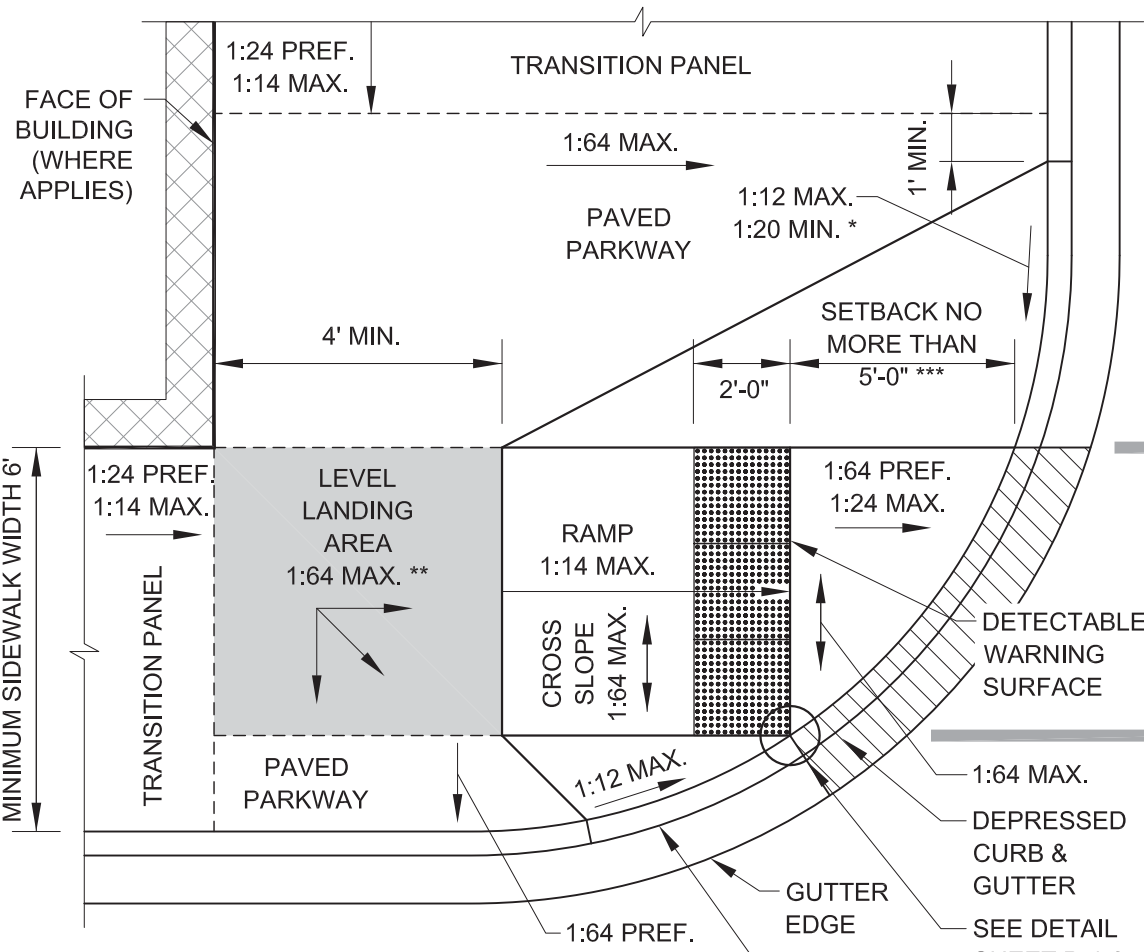 1:24 PREF.
1:14 MAX.
TRANSITION PANEL
FACE OF
BUILDING
(WHERE
APPLIES)
1:64 MAX.
1' MIN.
1:12 MAX.
1:20 MIN. *
PAVED
PARKWAY
SETBACK NO
MORE THAN
5'-0" ***
4' MIN.
2'-0"
MINIMUM SIDEWALK WIDTH 6'
1:24 PREF.
1:14 MAX.
TRANSITION PANEL
LEVEL
LANDING
AREA
1:64 MAX. **
RAMP
1:14 MAX.
CROSS
SLOPE
1:64 MAX.
1:64 PREF.
1:24 MAX.
DETECTABLE
WARNING
SURFACE
PAVED
PARKWAY
1:12 MAX.
1:64 MAX.
DEPRESSED
CURB &
GUTTER
GUTTER
EDGE
1:64 PREF.
SEE DETAIL